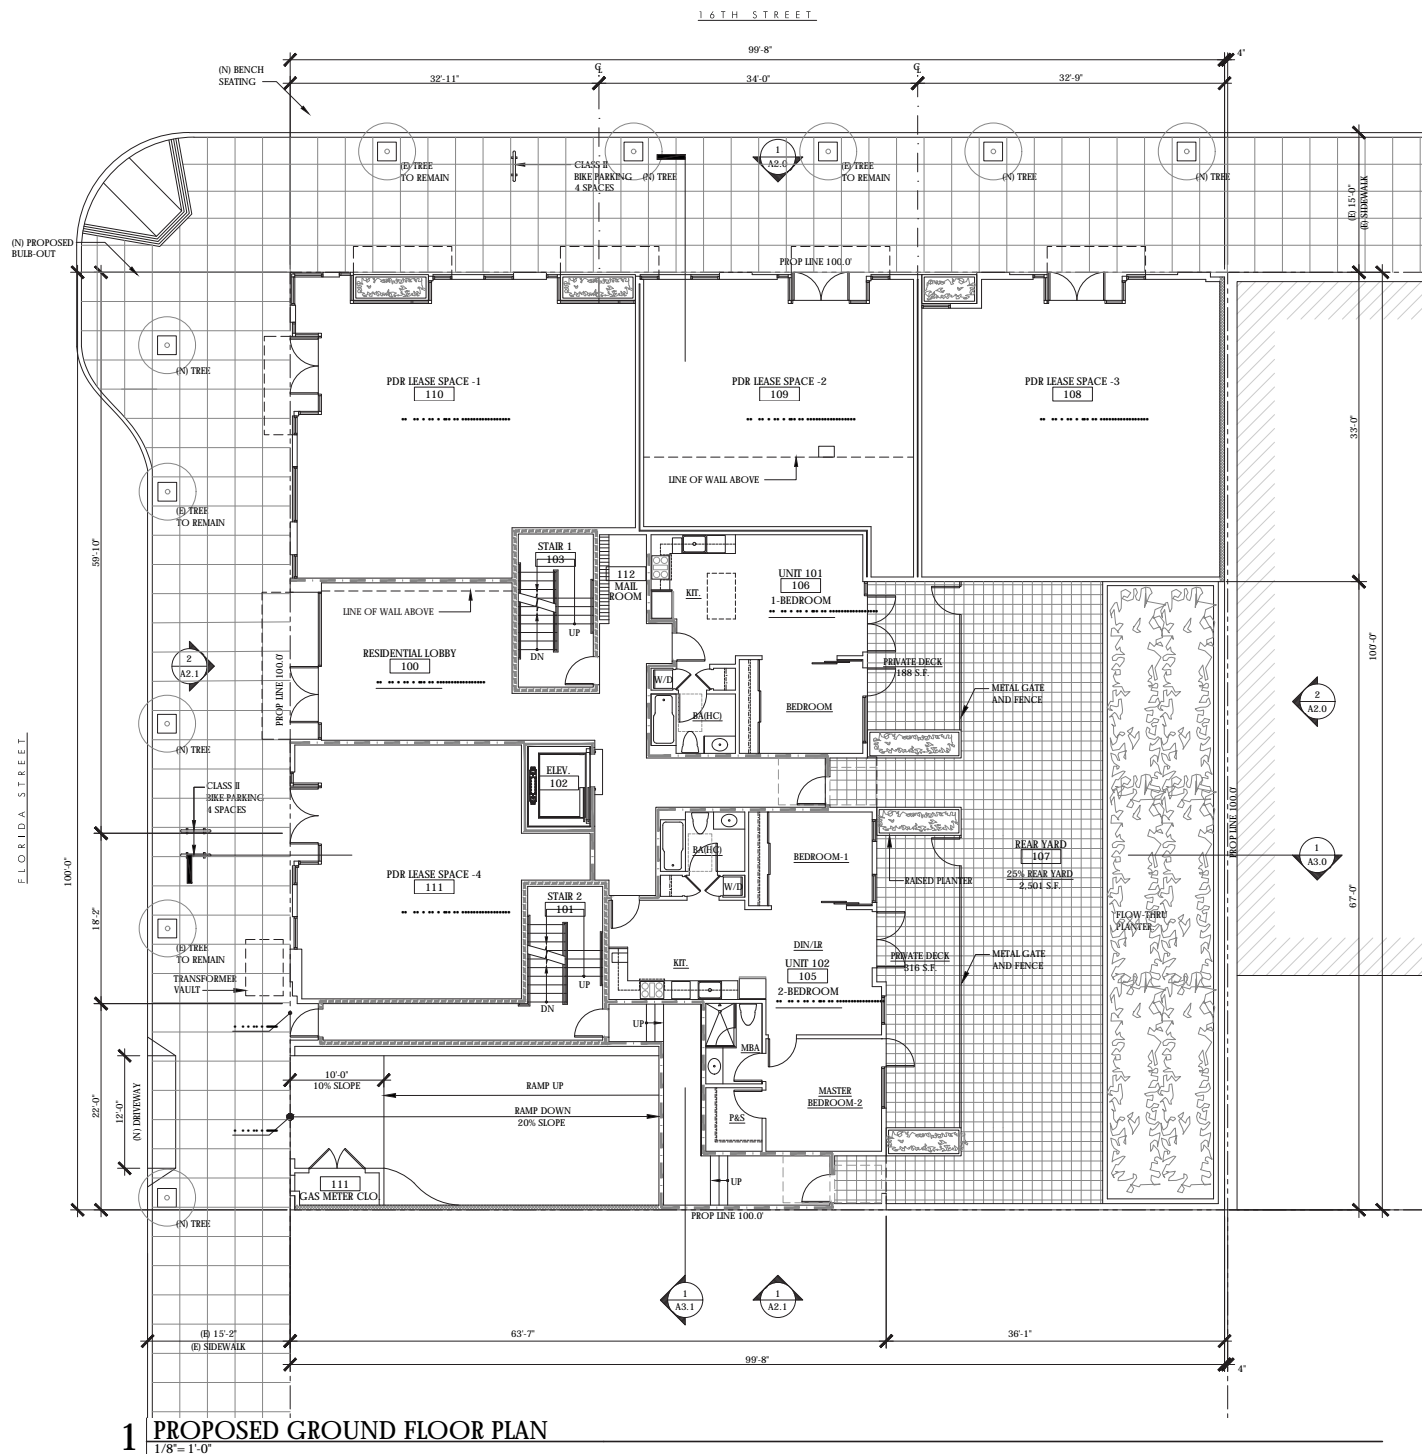 16TH STREET
99'-8"
4"
32'-11"
34'-0"
32'-9"
(N) BENCH
SEATING
(E) TREE
TO REMAIN
CLASS II
BIKE PARKING
4 SPACES
(N) TREE
1
A2.0
(E) TREE
TO REMAIN
(N) TREE
(N) TREE
(E) 15'-0"
(E) SIDEWALK
(N) PROPOSED
BULB-OUT
PROP LINE 100.0'
(N) TREE
PDR LEASE SPACE -1
110
PDR LEASE SPACE -2
109
PDR LEASE SPACE -3
108
33'-0"
LINE OF WALL ABOVE
(E) TREE
TO REMAIN
59'-10"
STAIR 1
103
112
MAIL
ROOM
UP
DN
KIT.
UNIT 101
106
1-BEDROOM
LINE OF WALL ABOVE
RESIDENTIAL LOBBY
100
2
A2.1
PROP LINE 100.0'
W/D
BA(HC)
BEDROOM
PRIVATE DECK
188 S.F.
METAL GATE
AND FENCE
100'-0"
2
A2.0
(N) TREE
FLORIDA STREET
CLASS II
BIKE PARKING
4 SPACES
ELEV.
102
100'-0"
PDR LEASE SPACE -4
111
BA(HC)
W/D
BEDROOM-1
RAISED PLANTER
REAR YARD
107
25% REAR YARD
2,501 S.F.
PROP LINE 100.0'
1
A3.0
67'-0"
18'-2"
STAIR 2
101
UP
DN
FLOW-THRU
PLANTER
(E) TREE
TO REMAIN
TRANSFORMER
VAULT
KIT.
DIN/LR
UNIT 102
105
2-BEDROOM
PRIVATE DECK
316 S.F.
METAL GATE
AND FENCE
UP
MBA
22'-0"
12'-0"
(N) DRIVEWAY
10'-0"
10% SLOPE
RAMP UP
RAMP DOWN
20% SLOPE
MASTER
BEDROOM-2
P&S
111
GAS METER CLO.
UP
(N) TREE
PROP LINE 100.0'
1
A3.1
1
A2.1
(E) 15'-2"
(E) SIDEWALK
63'-7"
36'-1"
99'-8"
4"
1 PROPOSED GROUND FLOOR PLAN
1/8"= 1'-0"